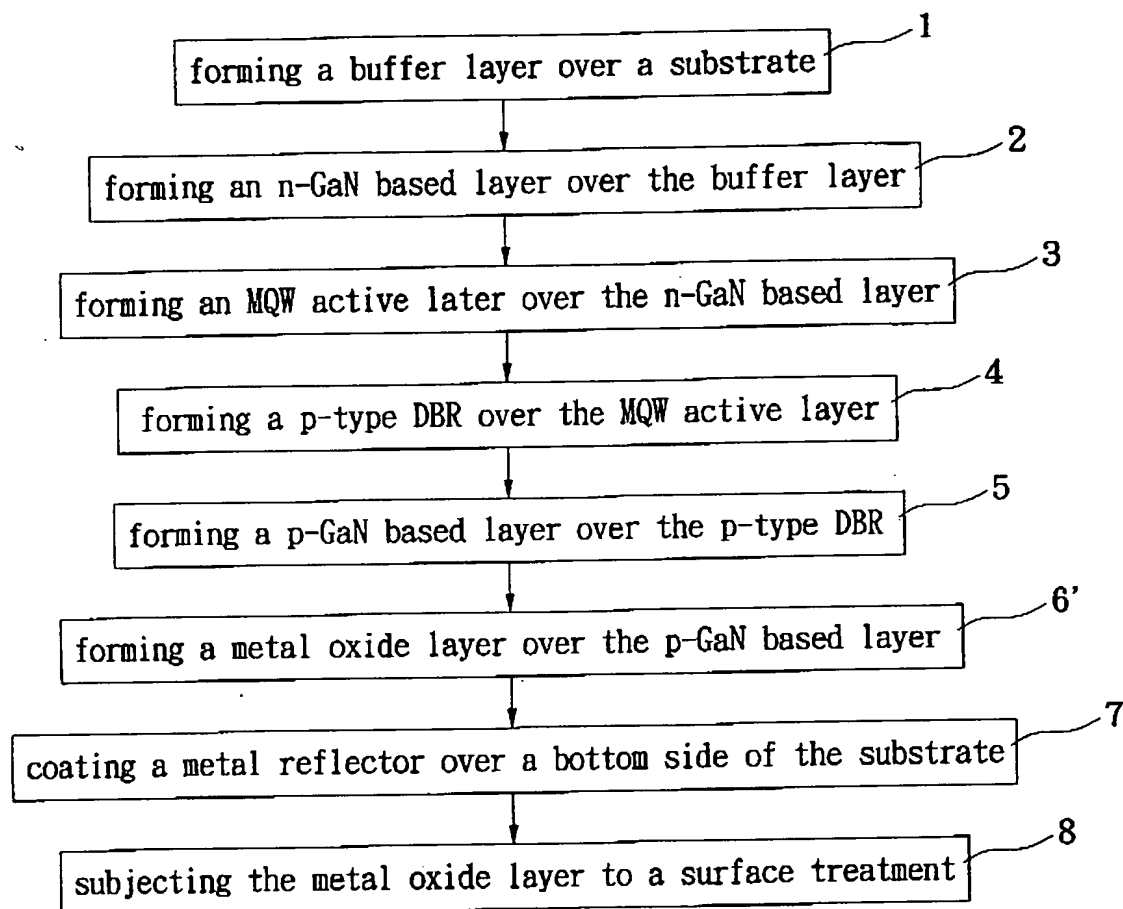 1
forming a buffer layer over a substrate
2
forming an n-GaN based layer over the buffer layer
3
forming an MQW active later over the n-GaN based layer
4
forming a p-type DBR over the MQW active layer
5
forming a p-GaN based layer over the p-type DBR
6'
forming a metal oxide layer over the p-GaN based layer
7
coating a metal reflector over a bottom side of the substrate
8
subjecting the metal oxide layer to a surface treatment